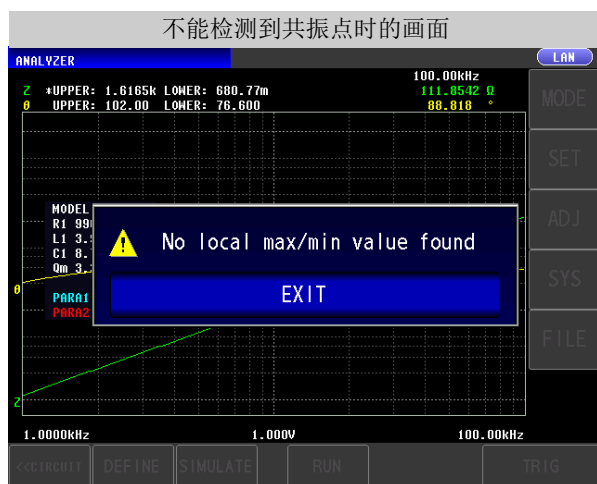 不能检测到共振点时的画面
ANALYZER
LAN
100.00kHz
Z *UPPER: 1.6165k LOWER: 680.77m 111.8542 Ω
θ UPPER: 102.00 LOWER: 76.600 88.818 °
MODE
SET
ADJ
SYS
FILE
MODEL
R1 99
L1 3.
C1 8.
Qm 3.
PARA1
PARA2
No local max/min value found
EXIT
θ
Z
1.0000kHz 1.000V 100.00kHz
<<CIRCUIT DEFINE SIMULATE RUN TRIG